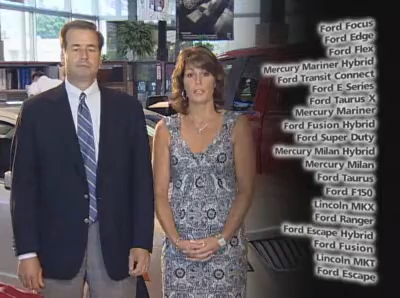 Ford Focus
Ford Edge
Ford Flex
Mercury Mariner Hybrid
Ford Transit Connect
Ford E Series
Ford Taurus X
Mercury Mariner
Ford Fusion Hybrid
Ford Super Duty
Mercury Milan Hybrid
Mercury Milan
Ford Taurus
Ford F150
Lincoln MKX
Ford Ranger
Ford Escape Hybrid
Ford Fusion
Lincoln MKT
Ford Escape